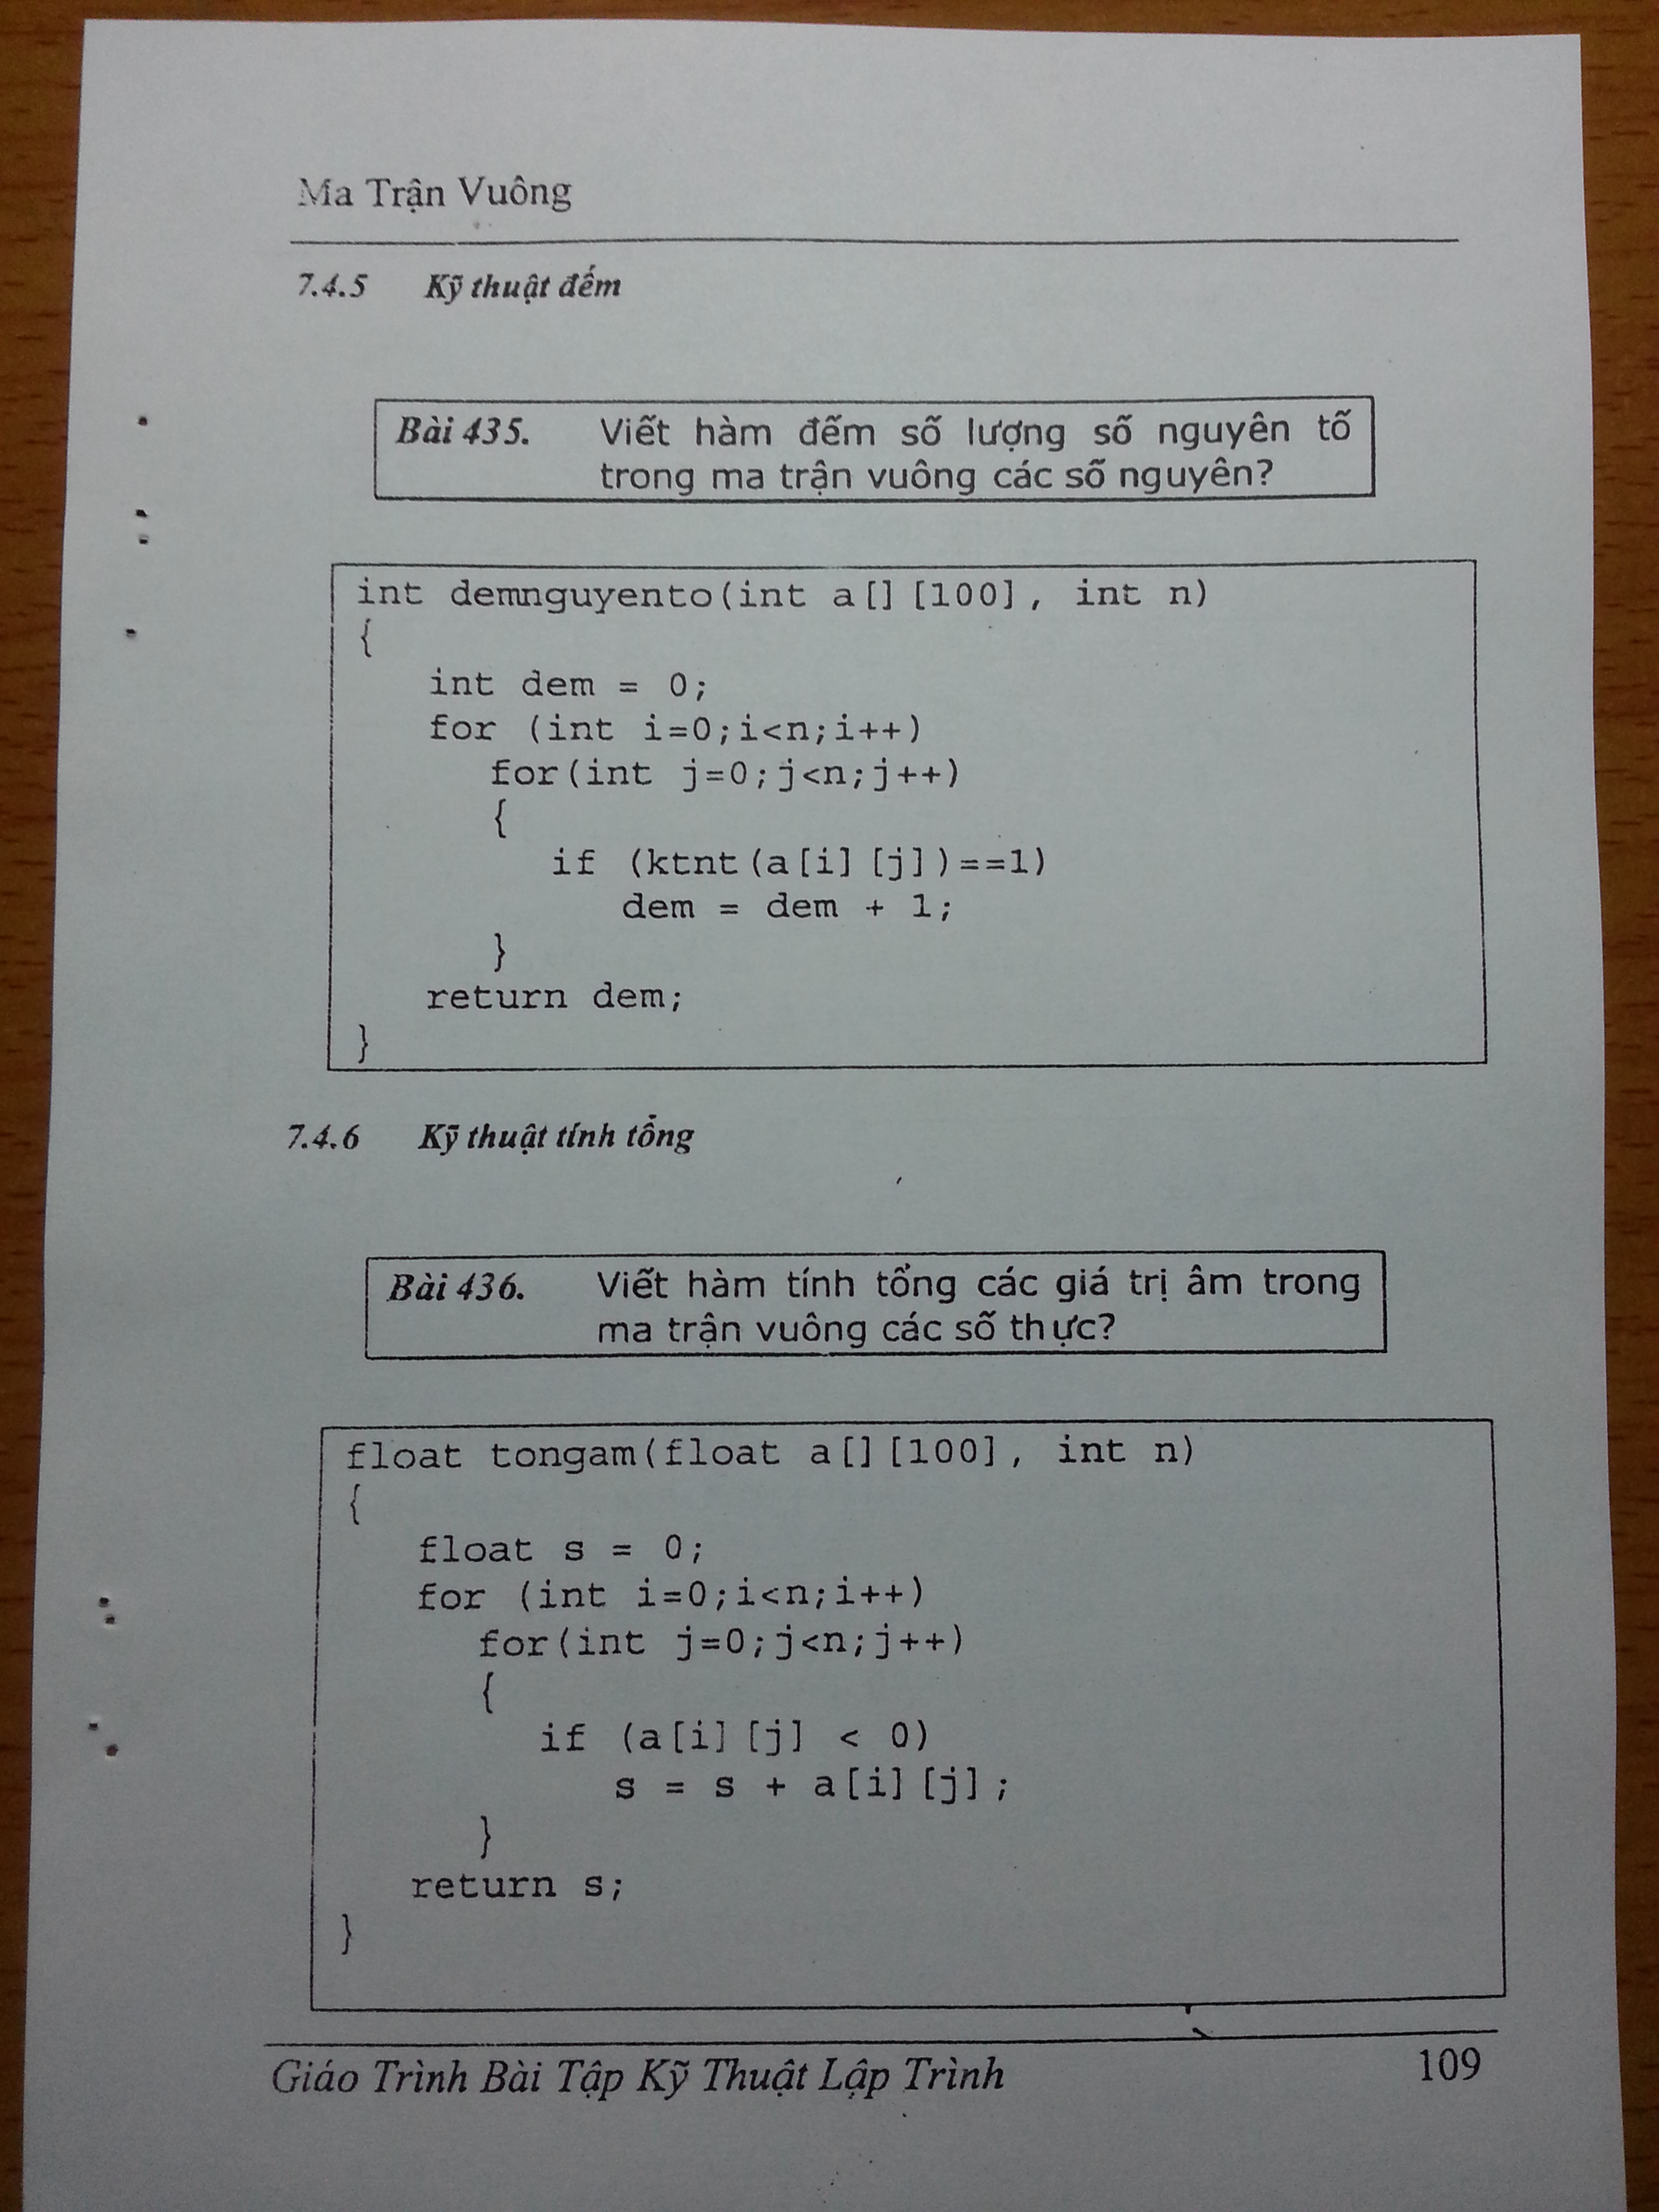 Ma Trận Vuông
7.4.5 Kỹ thuật đếm
Bài 435. Viết hàm đếm số lượng số nguyên tố
trong ma trận vuông các số nguyên?
int demnguyento(int a[][100], int n)
{
int dem = 0;
for (int i=0;i<n;i++)
for(int j=0;j<n;j++)
{
if (ktnt(a[i][j])==1)
dem = dem + 1;
}
return dem;
}
7.4.6 Kỹ thuật tính tổng
Bài 436. Viết hàm tính tổng các giá trị âm trong
ma trận vuông các số thực?
float tongam(float a[][100], int n)
{
float s = 0;
for (int i=0;i<n;i++)
for(int j=0;j<n;j++)
{
if (a[i][j] < 0)
s = s + a[i][j];
}
return s;
}
Giáo Trình Bài Tập Kỹ Thuật Lập Trình 109